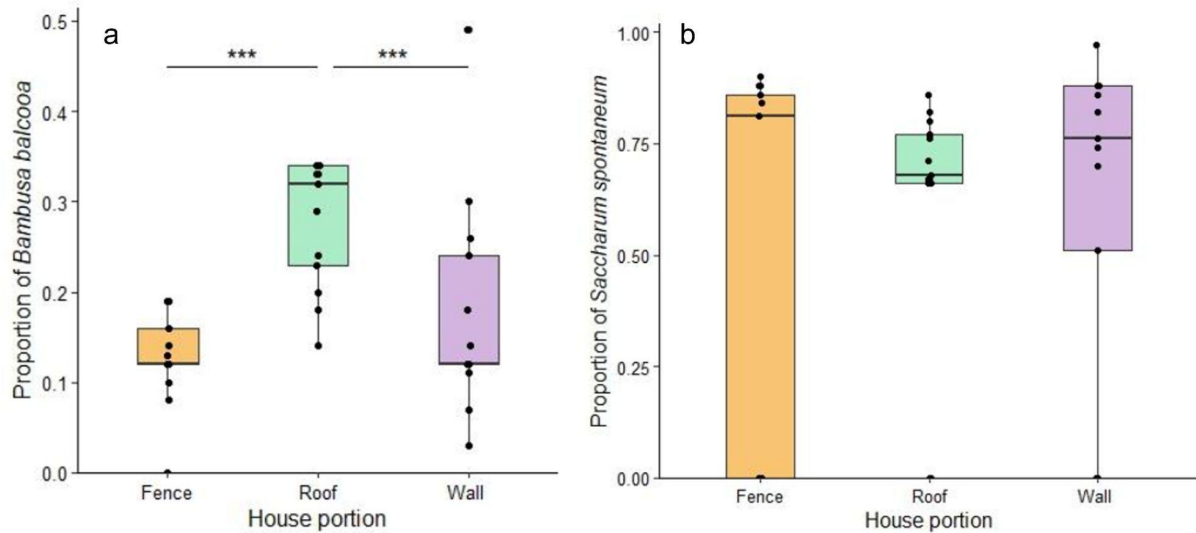 a
Proportion of Bambusa balcooa
0.5
0.4
0.3
0.2
0.1
0.0
*** ***
Fence Roof Wall
House portion
b
Proportion of Saccharum spontaneum
1.00
0.75
0.50
0.25
0.00
Fence Roof Wall
House portion